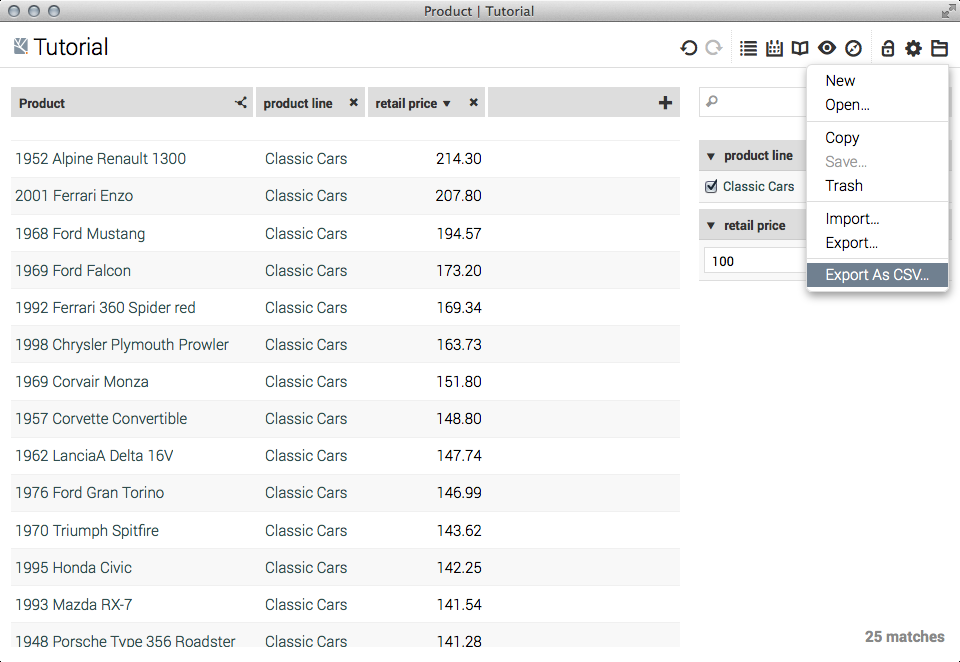 Product | Tutorial
Tutorial
Product product line retail price
1952 Alpine Renault 1300 Classic Cars 214.30
2001 Ferrari Enzo Classic Cars 207.80
1968 Ford Mustang Classic Cars 194.57
1969 Ford Falcon Classic Cars 173.20
1992 Ferrari 360 Spider red Classic Cars 169.34
1998 Chrysler Plymouth Prowler Classic Cars 163.73
1969 Corvair Monza Classic Cars 151.80
1957 Corvette Convertible Classic Cars 148.80
1962 LanciaA Delta 16V Classic Cars 147.74
1976 Ford Gran Torino Classic Cars 146.99
1970 Triumph Spitfire Classic Cars 143.62
1995 Honda Civic Classic Cars 142.25
1993 Mazda RX-7 Classic Cars 141.54
1948 Porsche Type 356 Roadster Classic Cars 141.28
product line
Classic Cars
retail price
100
New
Open...
Copy
Save...
Trash
Import...
Export...
Export As CSV...
25 matches